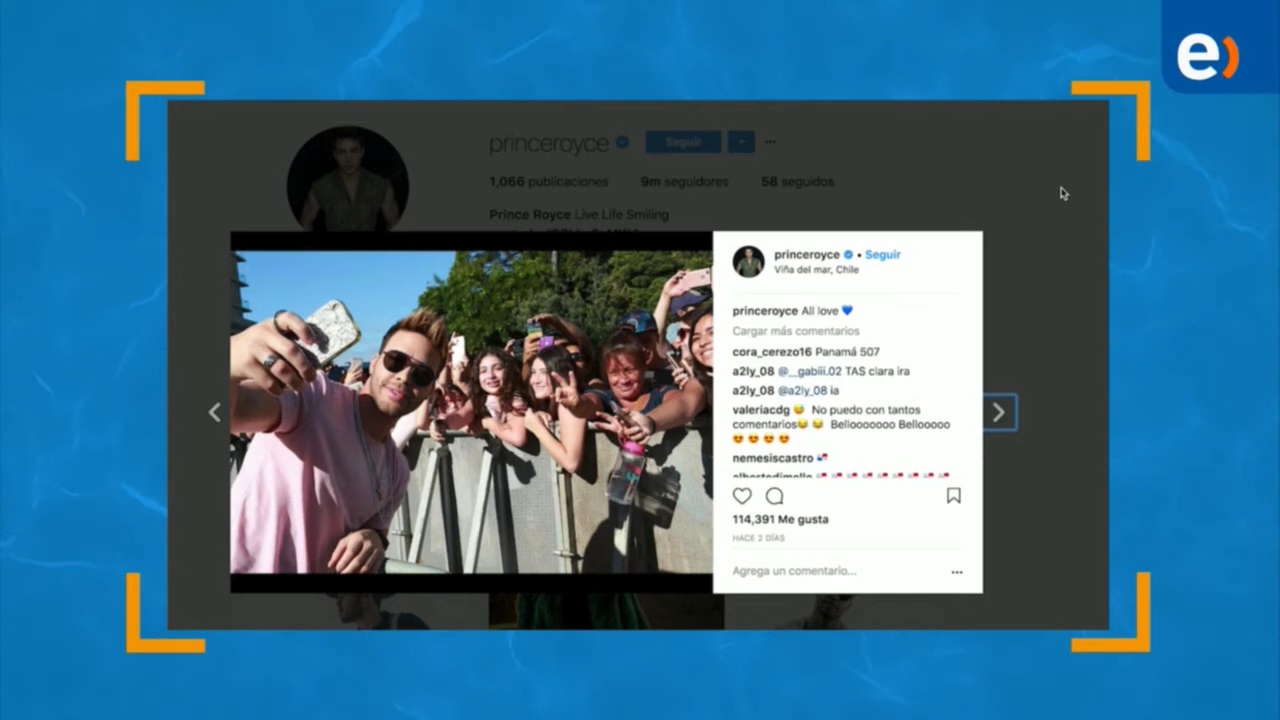 e)
princeroyce Seguir
1,066 publicaciones 9m seguidores 58 seguidos
Prince Royce Live Life Smiling
princeroyce • Seguir
Viña del mar, Chile
princeroyce All love 💙
Cargar más comentarios
cora_cerezo16 Panamá 507
a2ly_08 @__gabiii.02 TAS clara ira
a2ly_08 @a2ly_08 ia
valeriacdg 😅 No puedo con tantos
comentarios😂 😂 Bellooooooo Bellooooo
😍 😍 😍 😍
nemesiscastro 🇵🇦
114,391 Me gusta
HACE 2 DÍAS
Agrega un comentario...